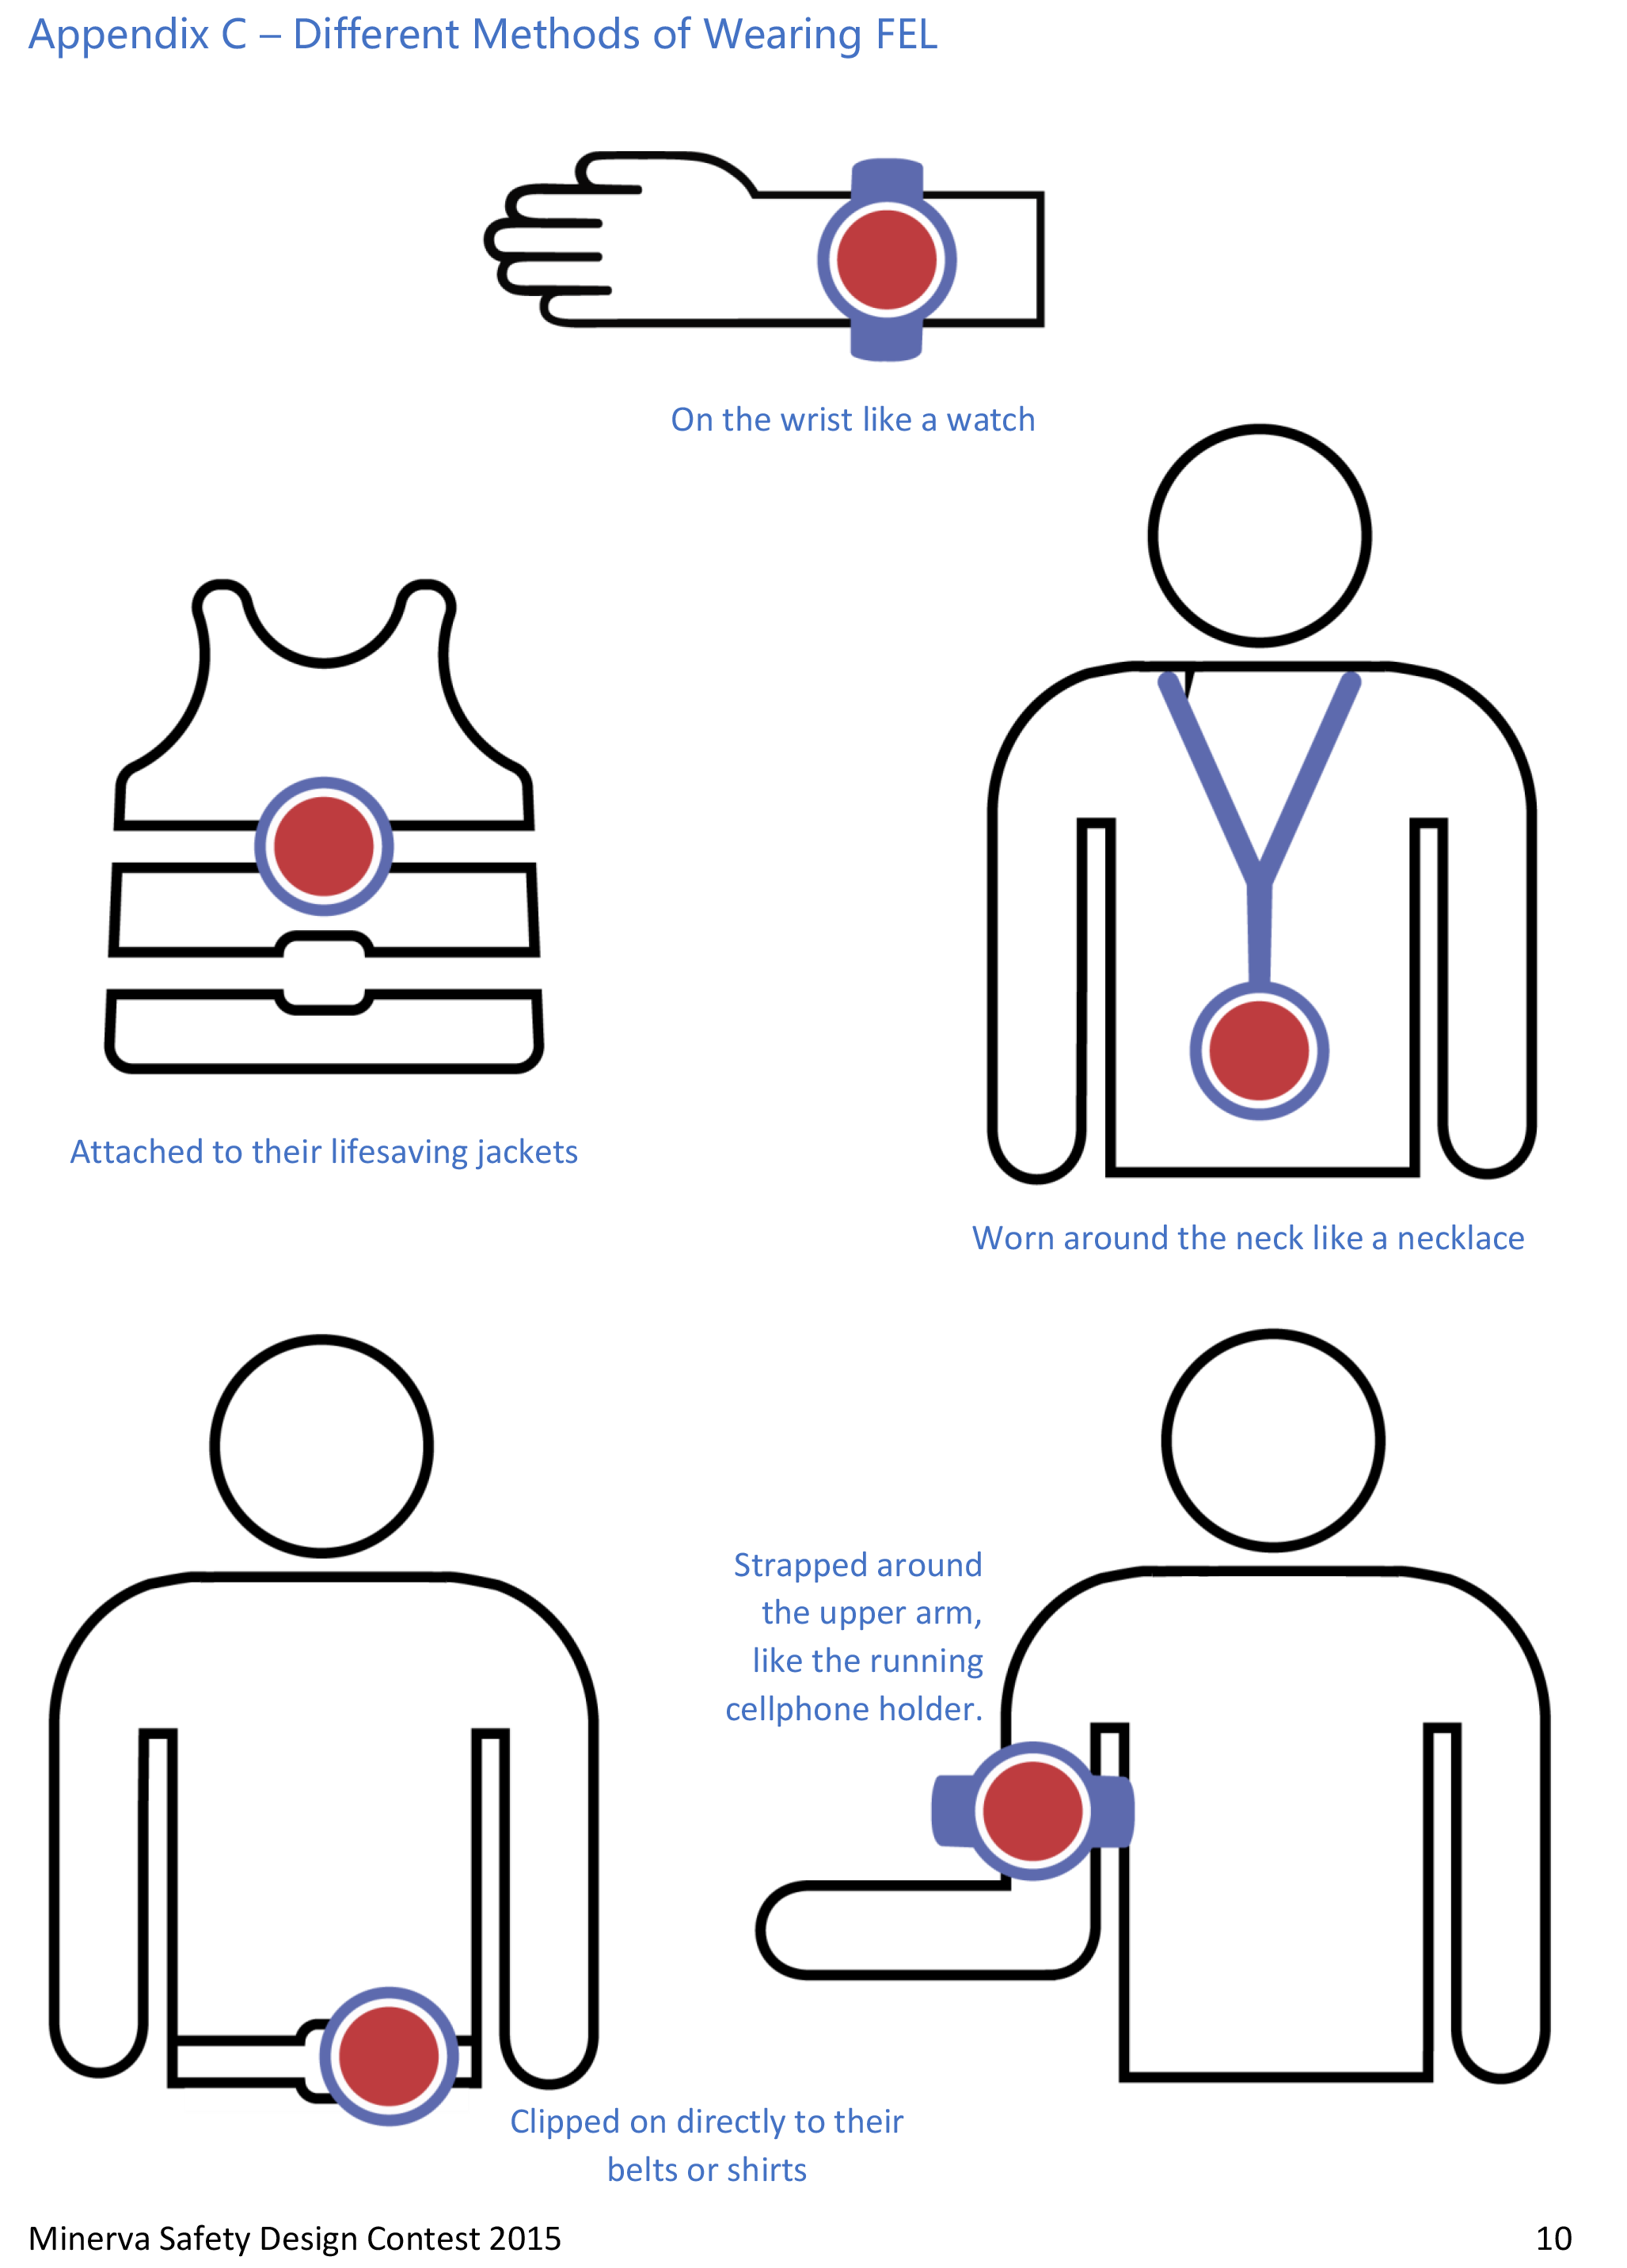 Appendix C – Different Methods of Wearing FEL
On the wrist like a watch
Attached to their lifesaving jackets
Worn around the neck like a necklace
Strapped around
the upper arm,
like the running
cellphone holder.
Clipped on directly to their
belts or shirts
Minerva Safety Design Contest 2015
10